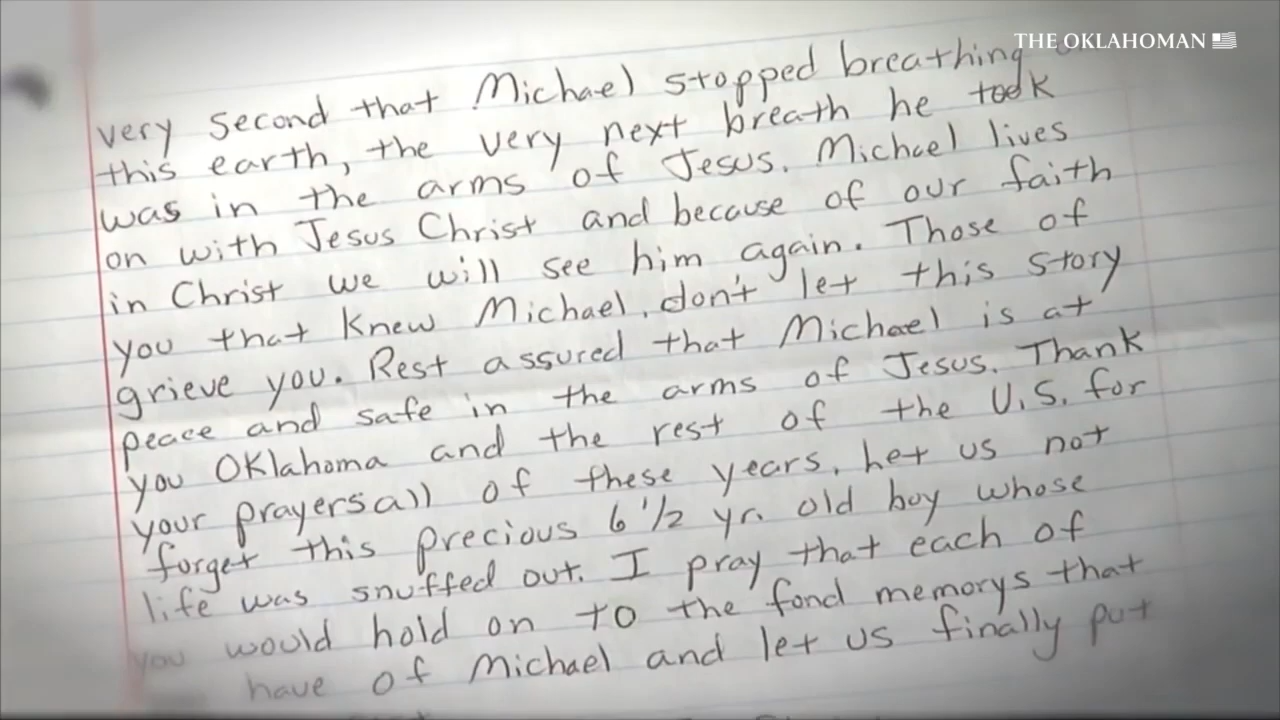 THE OKLAHOMAN
very second that Michael stopped breathing
this earth, the very next breath he took
was in the arms of Jesus. Michael lives
on with Jesus Christ and because of our faith
in Christ we will see him again. Those of
you that knew Michael, don't let this story
grieve you. Rest assured that Michael is at
peace and safe in the arms of Jesus. Thank
you Oklahoma and the rest of the U.S. for
your prayers all of these years. Let us not
forget this precious 6 1/2 yr. old boy whose
life was snuffed out. I pray that each of
you would hold on to the fond memorys that
have of Michael and let us finally put